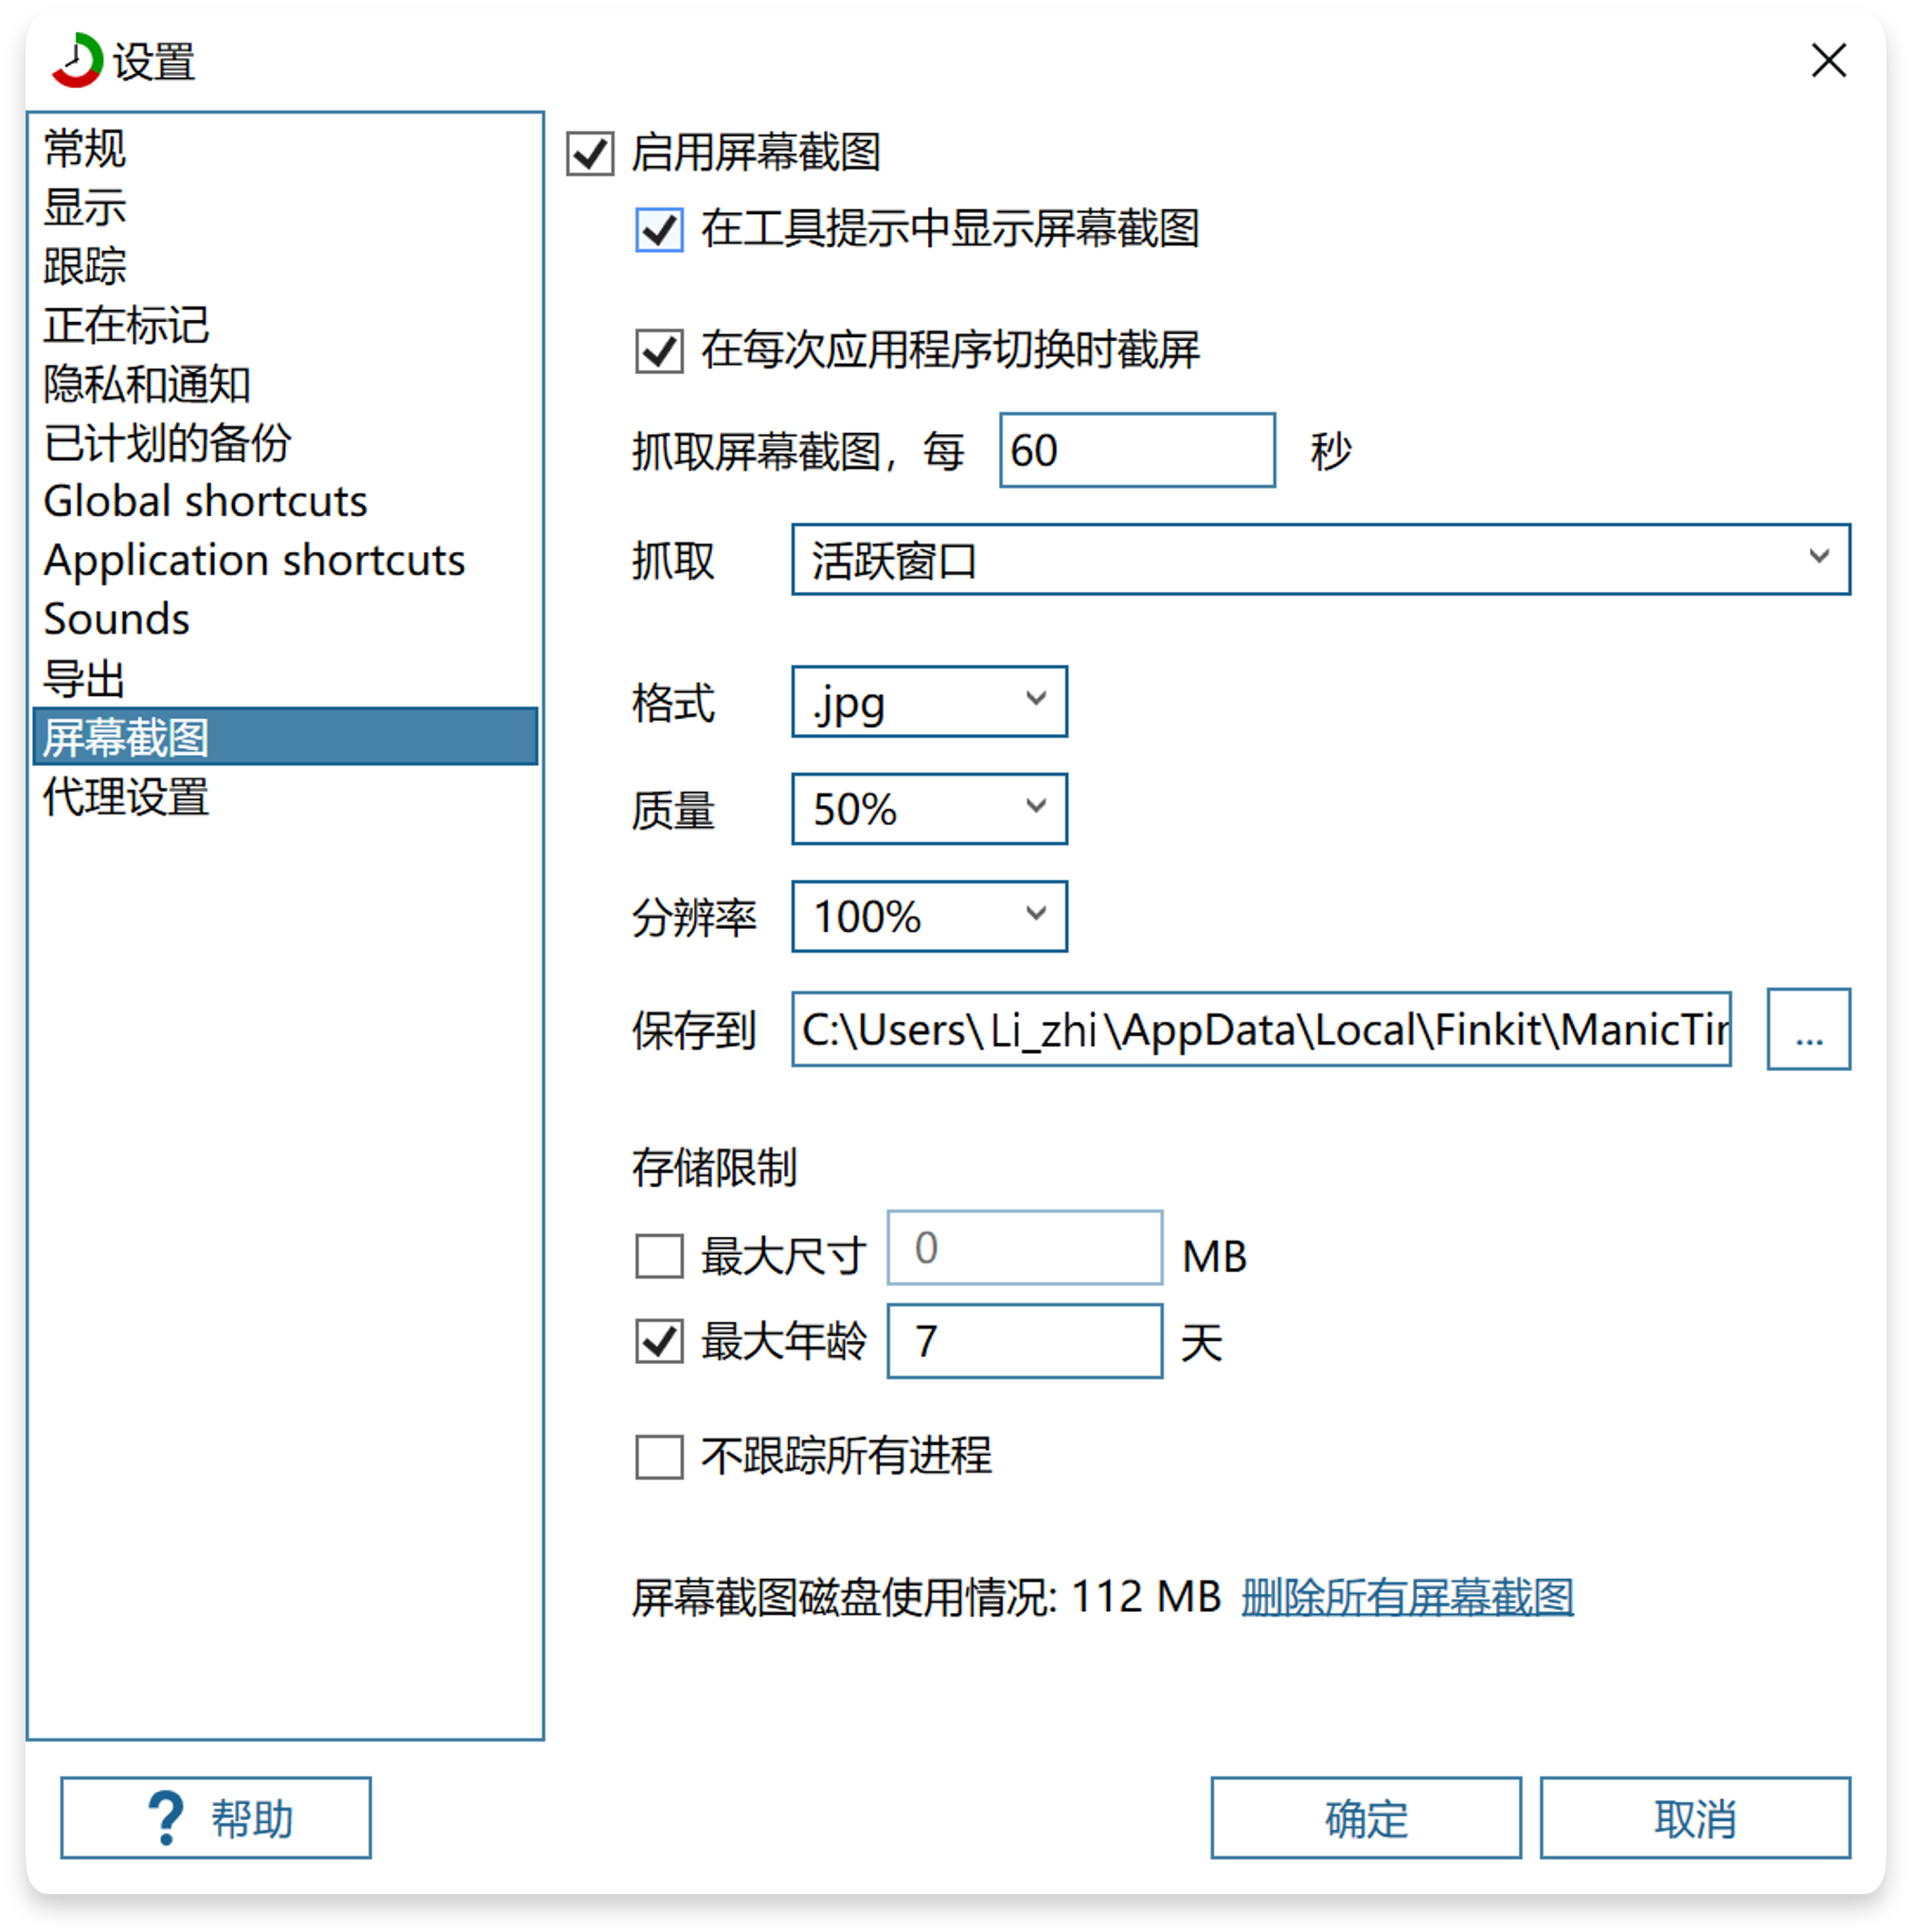 设置
常规
显示
跟踪
正在标记
隐私和通知
已计划的备份
Global shortcuts
Application shortcuts
Sounds
导出
屏幕截图
代理设置
启用屏幕截图
在工具提示中显示屏幕截图
在每次应用程序切换时截屏
抓取屏幕截图，每 60 秒
抓取 活跃窗口
格式 .jpg
质量 50%
分辨率 100%
保存到 C:\Users\Li_zhi\AppData\Local\Finkit\ManicTi
...
存储限制
最大尺寸 0 MB
最大年龄 7 天
不跟踪所有进程
屏幕截图磁盘使用情况: 112 MB 删除所有屏幕截图
? 帮助
确定
取消